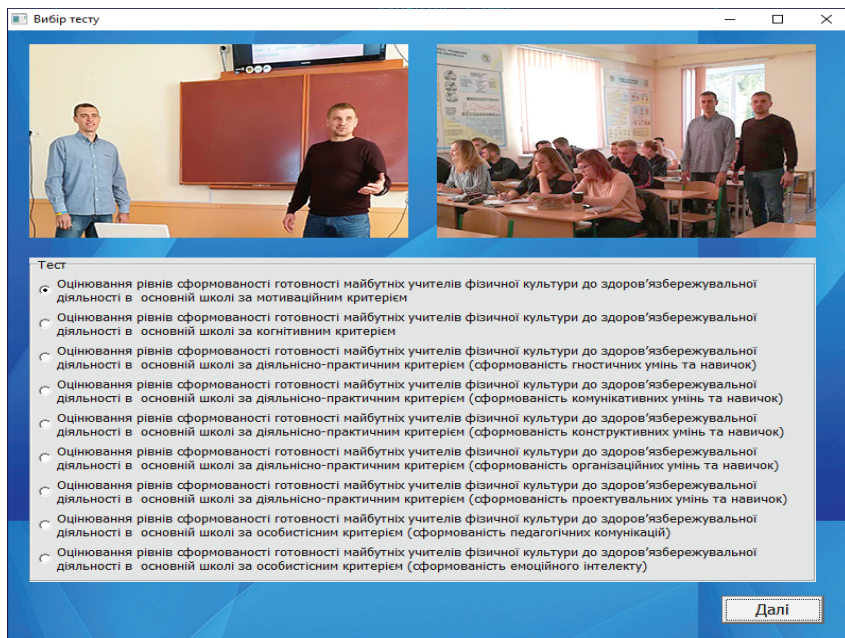 Вибір тесту
Тест
Оцінювання рівнів сформованості готовності майбутніх учителів фізичної культури до здоров’язбережувальної
діяльності в основній школі за мотиваційним критерієм
Оцінювання рівнів сформованості готовності майбутніх учителів фізичної культури до здоров’язбережувальної
діяльності в основній школі за когнітивним критерієм
Оцінювання рівнів сформованості готовності майбутніх учителів фізичної культури до здоров’язбережувальної
діяльності в основній школі за діяльнісно-практичним критерієм (сформованість гностичних умінь та навичок)
Оцінювання рівнів сформованості готовності майбутніх учителів фізичної культури до здоров’язбережувальної
діяльності в основній школі за діяльнісно-практичним критерієм (сформованість комунікативних умінь та навичок)
Оцінювання рівнів сформованості готовності майбутніх учителів фізичної культури до здоров’язбережувальної
діяльності в основній школі за діяльнісно-практичним критерієм (сформованість конструктивних умінь та навичок)
Оцінювання рівнів сформованості готовності майбутніх учителів фізичної культури до здоров’язбережувальної
діяльності в основній школі за діяльнісно-практичним критерієм (сформованість організаційних умінь та навичок)
Оцінювання рівнів сформованості готовності майбутніх учителів фізичної культури до здоров’язбережувальної
діяльності в основній школі за діяльнісно-практичним критерієм (сформованість проектувальних умінь та навичок)
Оцінювання рівнів сформованості готовності майбутніх учителів фізичної культури до здоров’язбережувальної
діяльності в основній школі за особистісним критерієм (сформованість педагогічних комунікацій)
Оцінювання рівнів сформованості готовності майбутніх учителів фізичної культури до здоров’язбережувальної
діяльності в основній школі за особистісним критерієм (сформованість емоційного інтелекту)
Далі